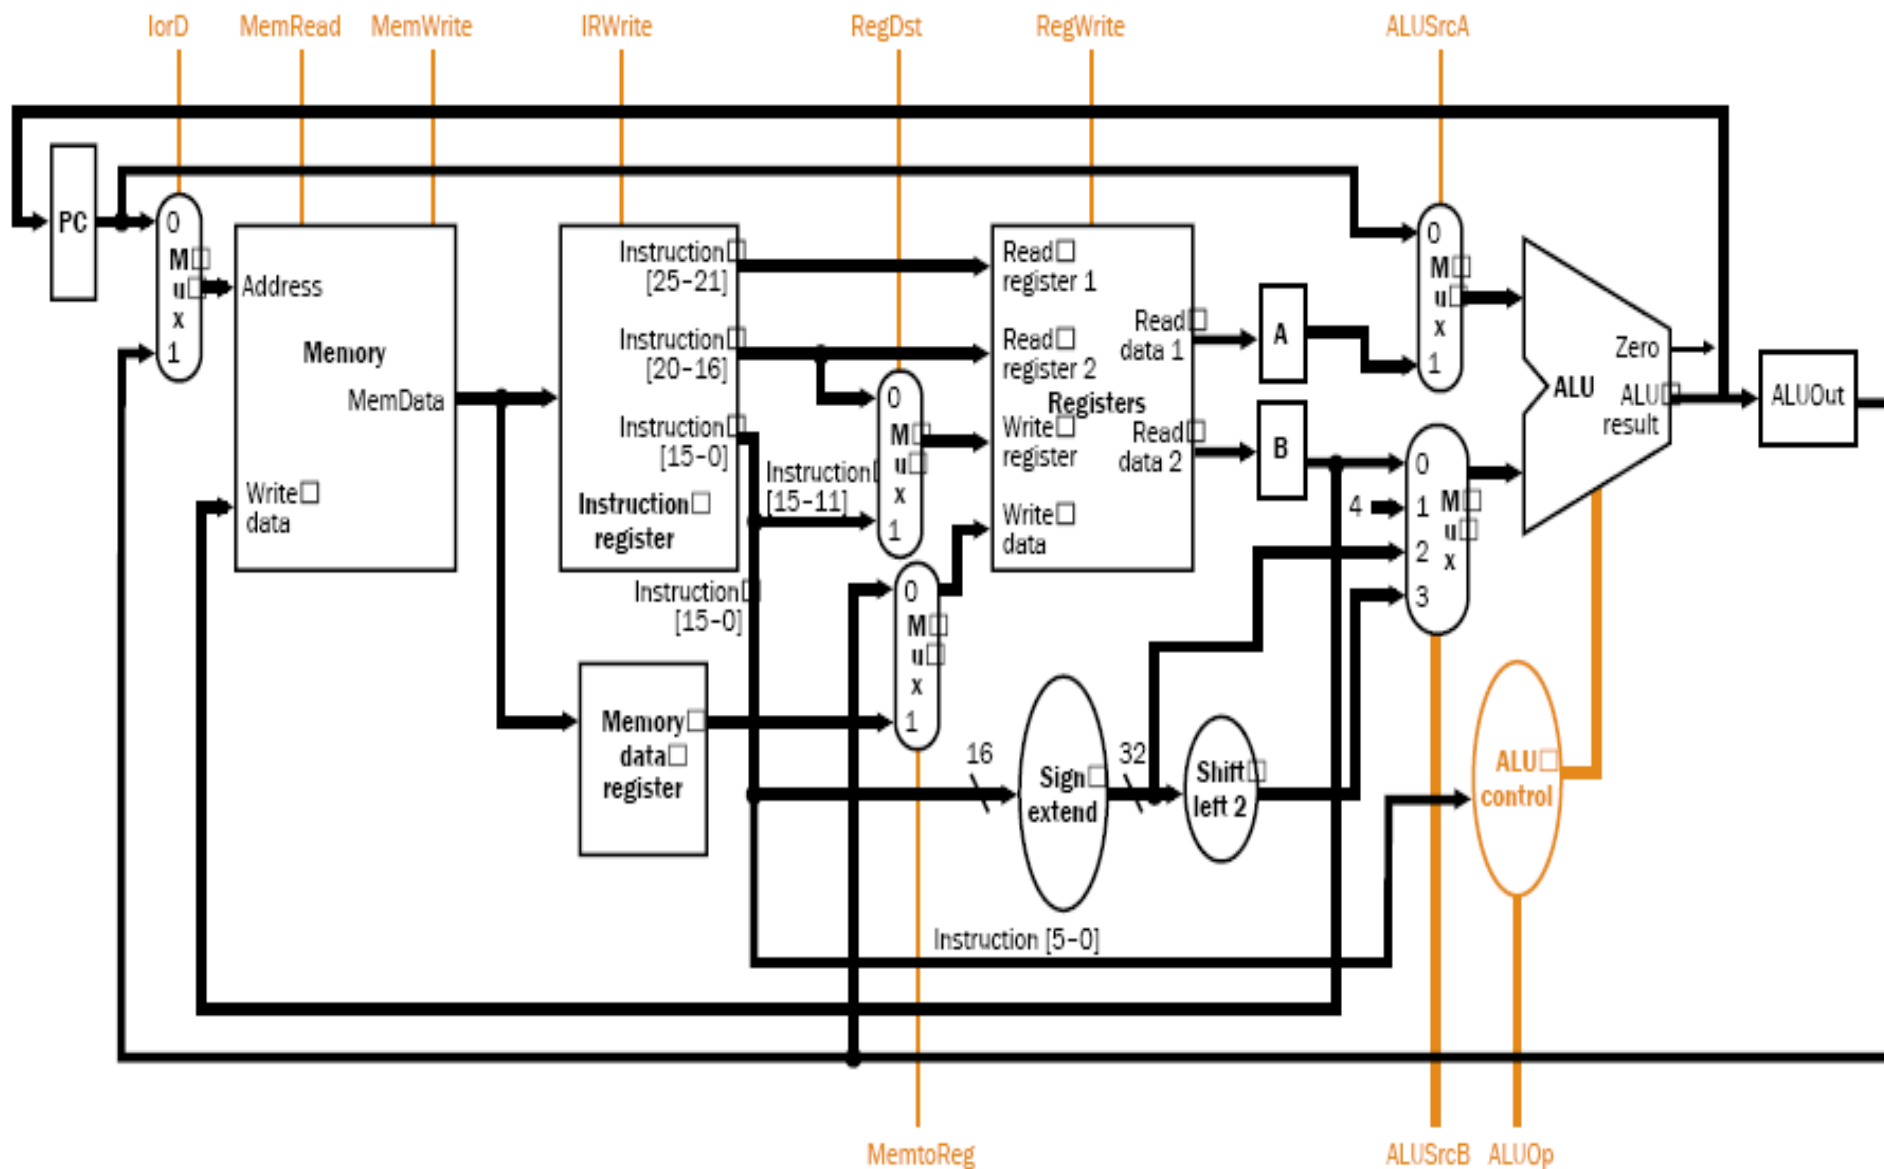 IorD MemRead MemWrite IRWrite RegDst RegWrite ALUSrcA
PC
0
M
u
x
1
Address
Memory
MemData
Write
data
Instruction
[25–21]
Instruction
[20–16]
Instruction
[15–0]
Instruction
register
Instruction
[15–11]
Instruction
[15–0]
Memory
data
register
0
M
u
x
1
0
M
u
x
1
Read
register 1
Read
register 2
Registers
Write
register
Write
data
Read
data 1
Read
data 2
A
B
0
M
u
x
1
4
0
1
2
3
M
u
x
Zero
ALU
ALU
result
ALUOut
16
Sign
extend
32
Shift
left 2
ALU
control
Instruction [5–0]
MemtoReg ALUSrcB ALUOp